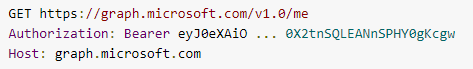 GET https://graph.microsoft.com/v1.0/me
Authorization: Bearer eyJ0eXAiO ... 0X2tnSQLEANnSPHY0gKcgw
Host: graph.microsoft.com